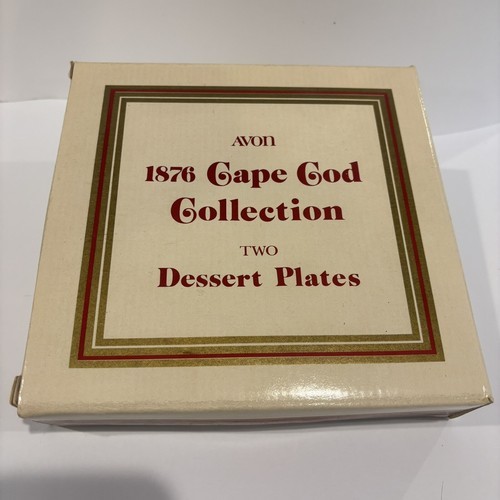 AVON
1876 Cape Cod
Collection
TWO
Dessert Plates